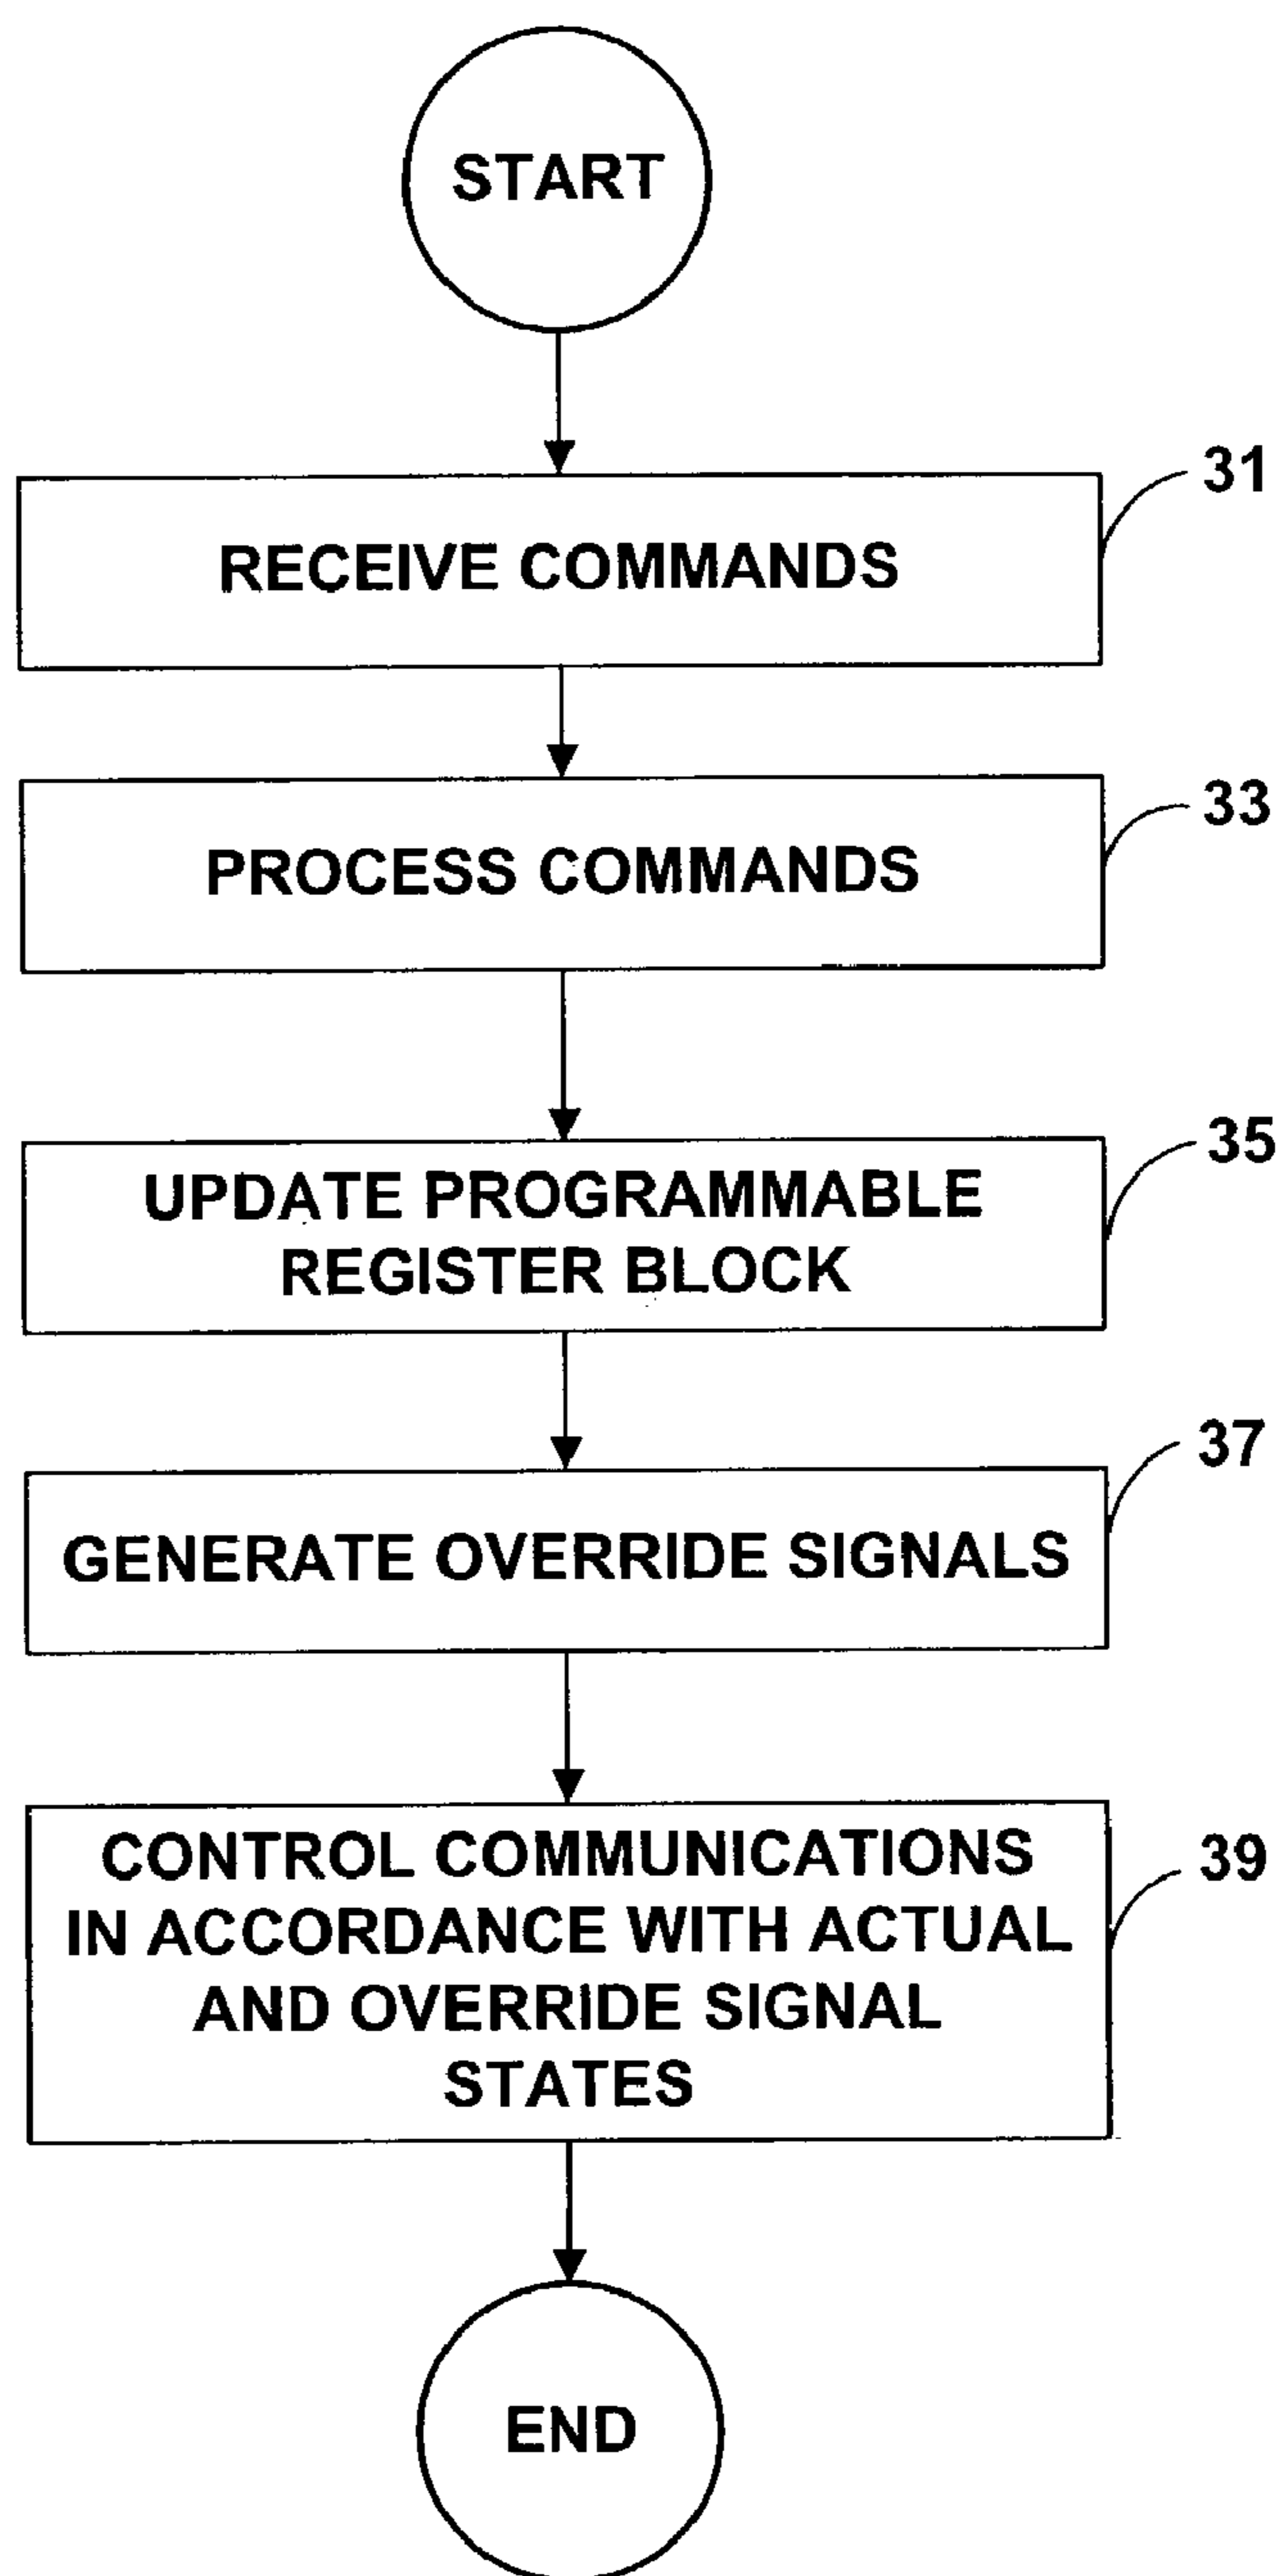 START
31
RECEIVE COMMANDS
33
PROCESS COMMANDS
35
UPDATE PROGRAMMABLE
REGISTER BLOCK
37
GENERATE OVERRIDE SIGNALS
39
CONTROL COMMUNICATIONS
IN ACCORDANCE WITH ACTUAL
AND OVERRIDE SIGNAL
STATES
END